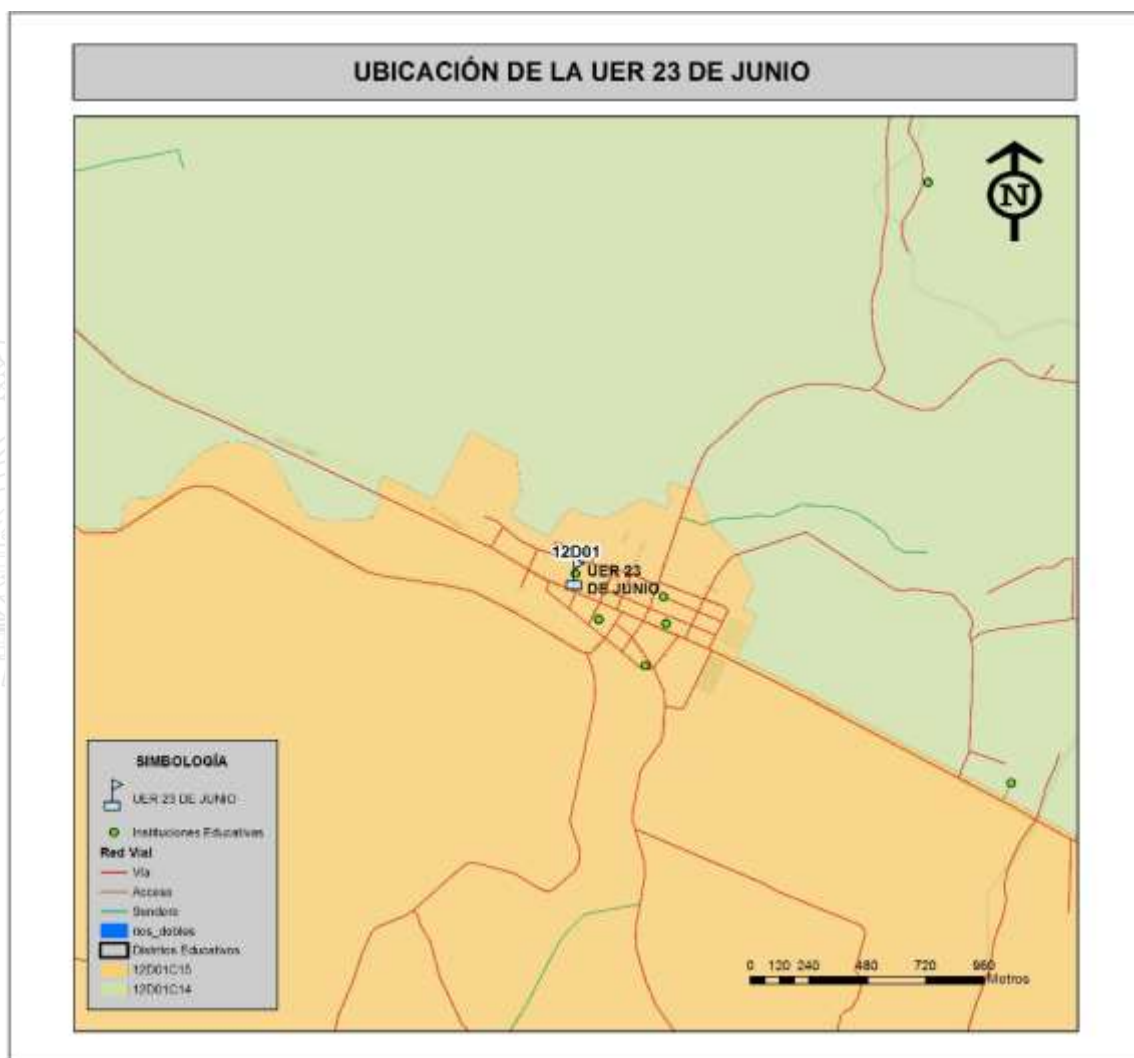 UBICACIÓN DE LA UER 23 DE JUNIO
N
12D01
UER 23
DE JUNIO
SIMBOLOGÍA
UER 23 DE JUNIO
Instituciones Educativas
Red Vial
Vía
Acceso
Sendero
rios_dobles
Distritos Educativos
12D01C15
12D01C14
0 120 240 480 720 960
Metros